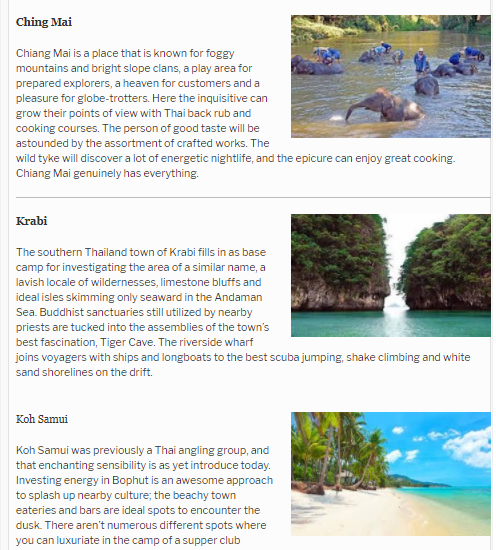 Ching Mai
Chiang Mai is a place that is known for foggy
mountains and bright slope clans, a play area for
prepared explorers, a heaven for customers and a
pleasure for globe-trotters. Here the inquisitive can
grow their points of view with Thai back rub and
cooking courses. The person of good taste will be
astounded by the assortment of crafted works. The
wild tyke will discover a lot of energetic nightlife, and the epicure can enjoy great cooking.
Chiang Mai genuinely has everything.
Krabi
The southern Thailand town of Krabi fills in as base
camp for investigating the area of a similar name, a
lavish locale of wildernesses, limestone bluffs and
ideal isles skimming only seaward in the Andaman
Sea. Buddhist sanctuaries still utilized by nearby
priests are tucked into the assemblies of the town's
best fascination, Tiger Cave. The riverside wharf
joins voyagers with ships and longboats to the best scuba jumping, shake climbing and white
sand shorelines on the drift.
Koh Samui
Koh Samui was previously a Thai angling group, and
that enchanting sensibility is as yet introduce today.
Investing energy in Bophut is an awesome approach
to splash up nearby culture; the beachy town
eateries and bars are ideal spots to encounter the
dusk. There aren't numerous different spots where
you can luxuriate in the camp of a supper club